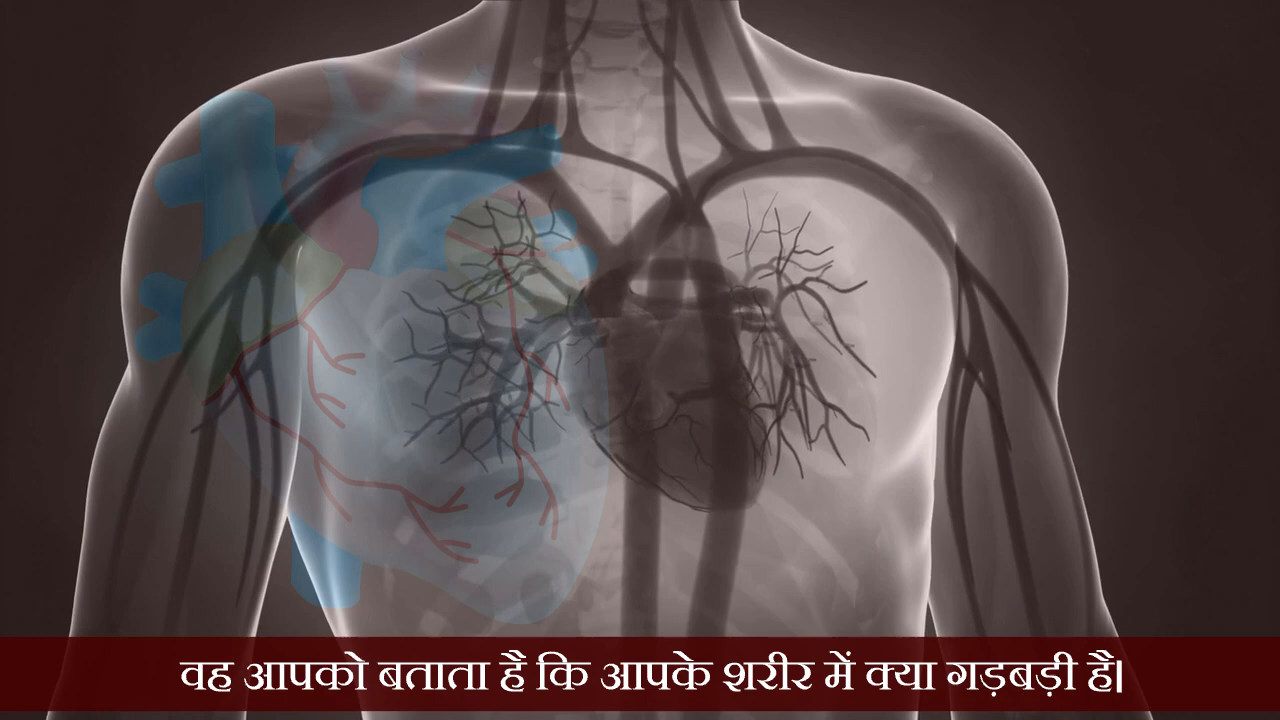 वह आपको बताता है कि आपके शरीर में क्या गड़बड़ी है।